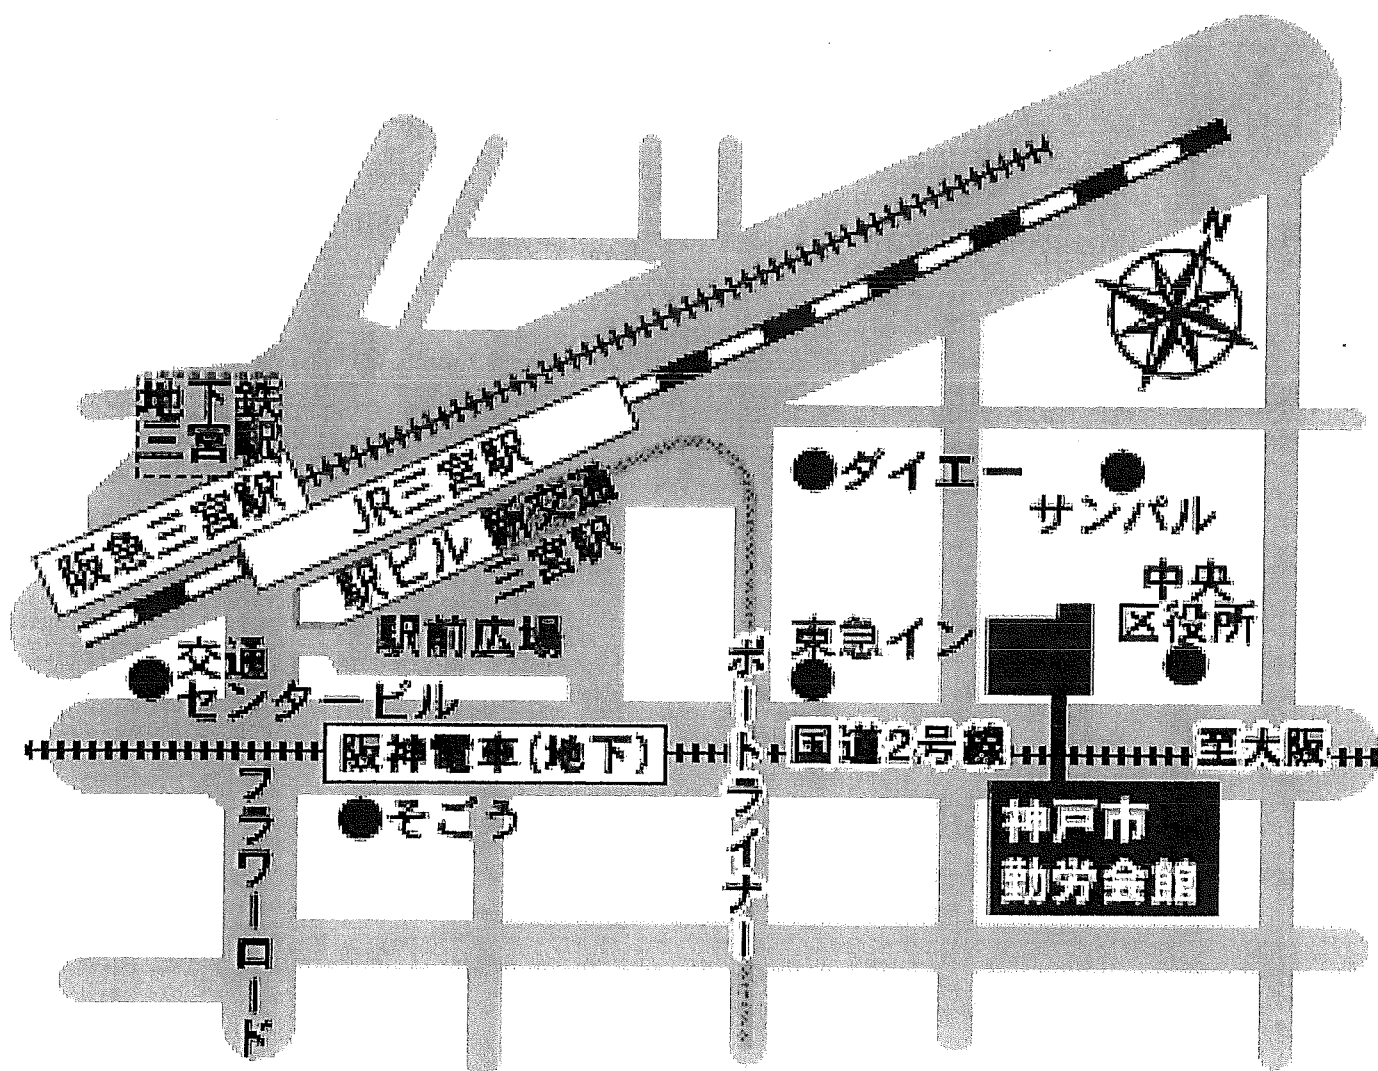 N
地下鉄
三宮駅
阪急三宮駅
JR三宮駅
駅ビル
新交通
三宮駅
ダイエー
サンパル
中央
区役所
駅前広場
東急イン
交通
センタービル
ポートライナー
阪神電車(地下)
国道2号線
至大阪
そごう
フラワーロード
神戸市
勤労会館